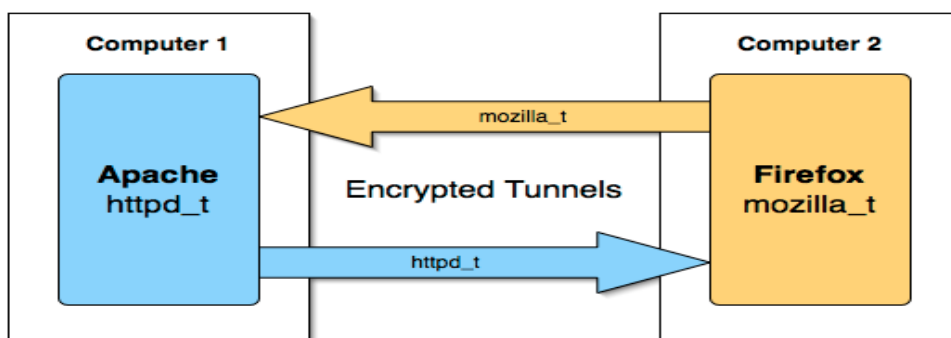 Computer 1
Computer 2
mozilla_t
Apache
httpd_t
Encrypted Tunnels
Firefox
mozilla_t
httpd_t